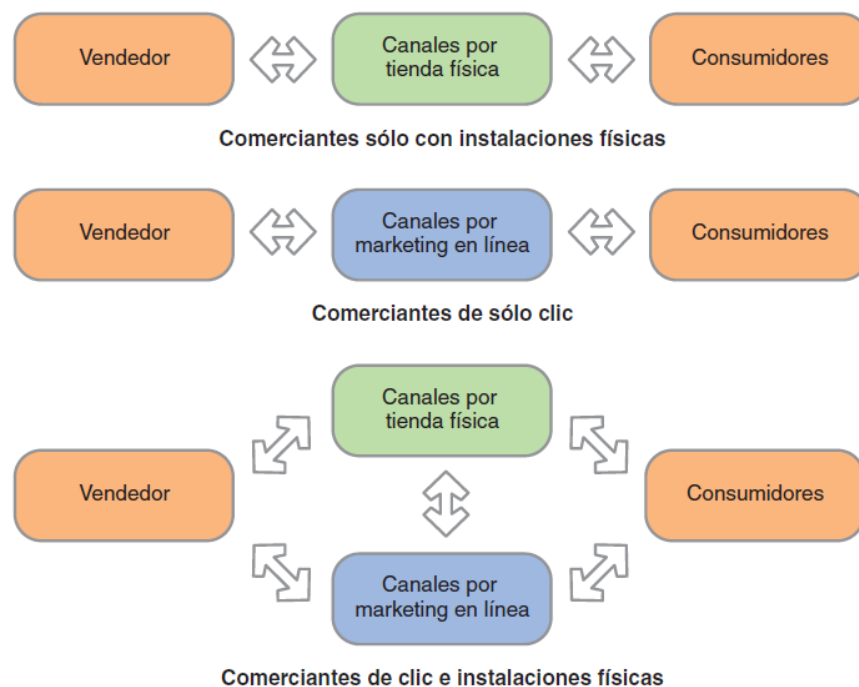 Vendedor
Canales por
tienda física
Consumidores
Comerciantes sólo con instalaciones físicas
Vendedor
Canales por
marketing en línea
Consumidores
Comerciantes de sólo clic
Canales por
tienda física
Vendedor
Consumidores
Canales por
marketing en línea
Comerciantes de clic e instalaciones físicas